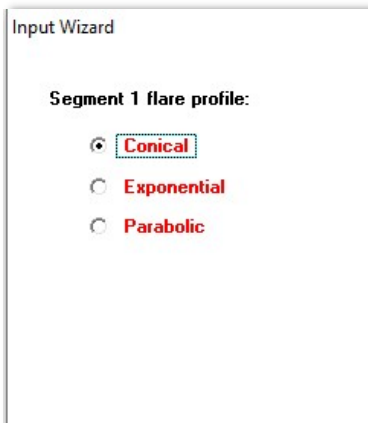 Input Wizard
Segment 1 flare profile:
Conical
Exponential
Parabolic